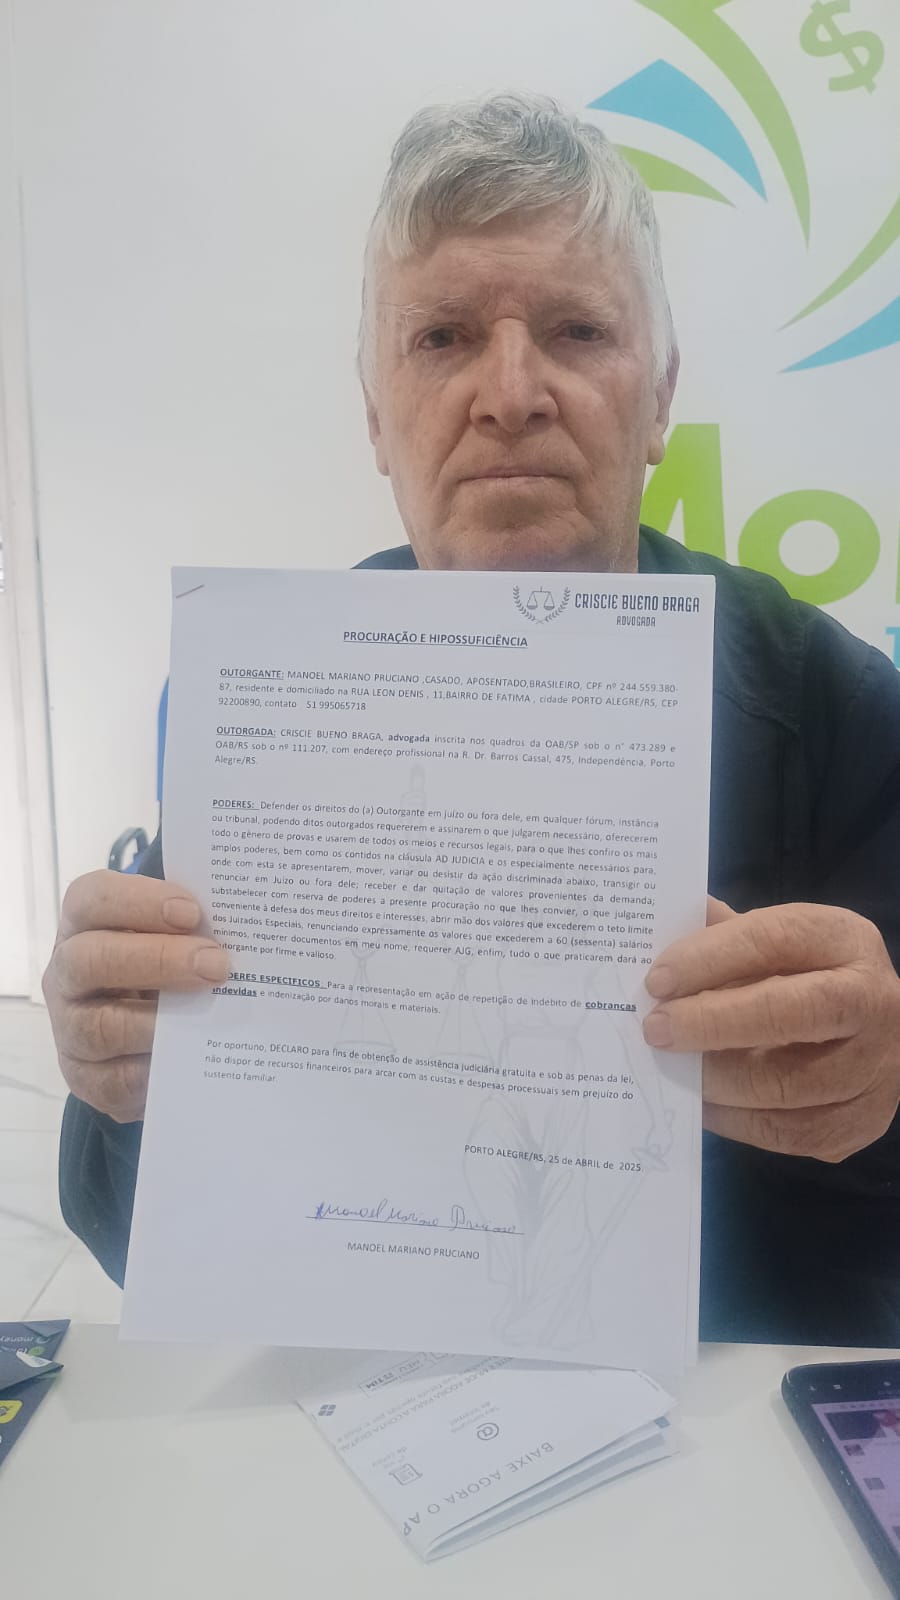 $
Mo
CRISCIE BUENO BRAGA
ADVOGADA
PROCURAÇÃO E HIPOSSUFICIÊNCIA
OUTORGANTE: MANOEL MARIANO PRUCIANO ,CASADO, APOSENTADO,BRASILEIRO, CPF nº 244.559.380-
87, residente e domiciliado na RUA LEON DENIS , 11,BAIRRO DE FATIMA , cidade PORTO ALEGRE/RS, CEP
92200890, contato 51 995065718
OUTORGADA: CRISCIE BUENO BRAGA, advogada inscrita nos quadros da OAB/SP sob o n° 473.289 e
OAB/RS sob o nº 111.207, com endereço profissional na R. Dr. Barros Cassal, 475, Independência, Porto
Alegre/RS.
PODERES: Defender os direitos do (a) Outorgante em juízo ou fora dele, em qualquer fórum, instância
ou tribunal, podendo ditos outorgados requererem e assinarem o que julgarem necessário, oferecerem
todo o gênero de provas e usarem de todos os meios e recursos legais, para o que lhes confiro os mais
amplos poderes, bem como os contidos na cláusula AD JUDICIA e os especialmente necessários para,
onde com esta se apresentarem, mover, variar ou desistir da ação discriminada abaixo, transigir ou
renunciar em Juízo ou fora dele; receber e dar quitação de valores provenientes da demanda;
substabelecer com reserva de poderes a presente procuração no que lhes convier, o que julgarem
conveniente à defesa dos meus direitos e interesses, abrir mão dos valores que excederem o teto limite
dos Juizados Especiais, renunciando expressamente os valores que excederem a 60 (sessenta) salários
mínimos, requerer documentos em meu nome, requerer AJG, enfim, tudo o que praticarem dará ao
utorgante por firme e valioso.
DERES ESPECÍFICOS: Para a representação em ação de repetição de indébito de cobranças
indevidas e indenização por danos morais e materiais.
Por oportuno, DECLARO para fins de obtenção de assistência judiciária gratuita e sob as penas da lei,
não dispor de recursos financeiros para arcar com as custas e despesas processuais sem prejuízo do
sustento familiar.
PORTO ALEGRE/RS, 25 de ABRIL de 2025.
Manoel Mariano Pruciano
MANOEL MARIANO PRUCIANO
BAIXE AGORA O AP
@